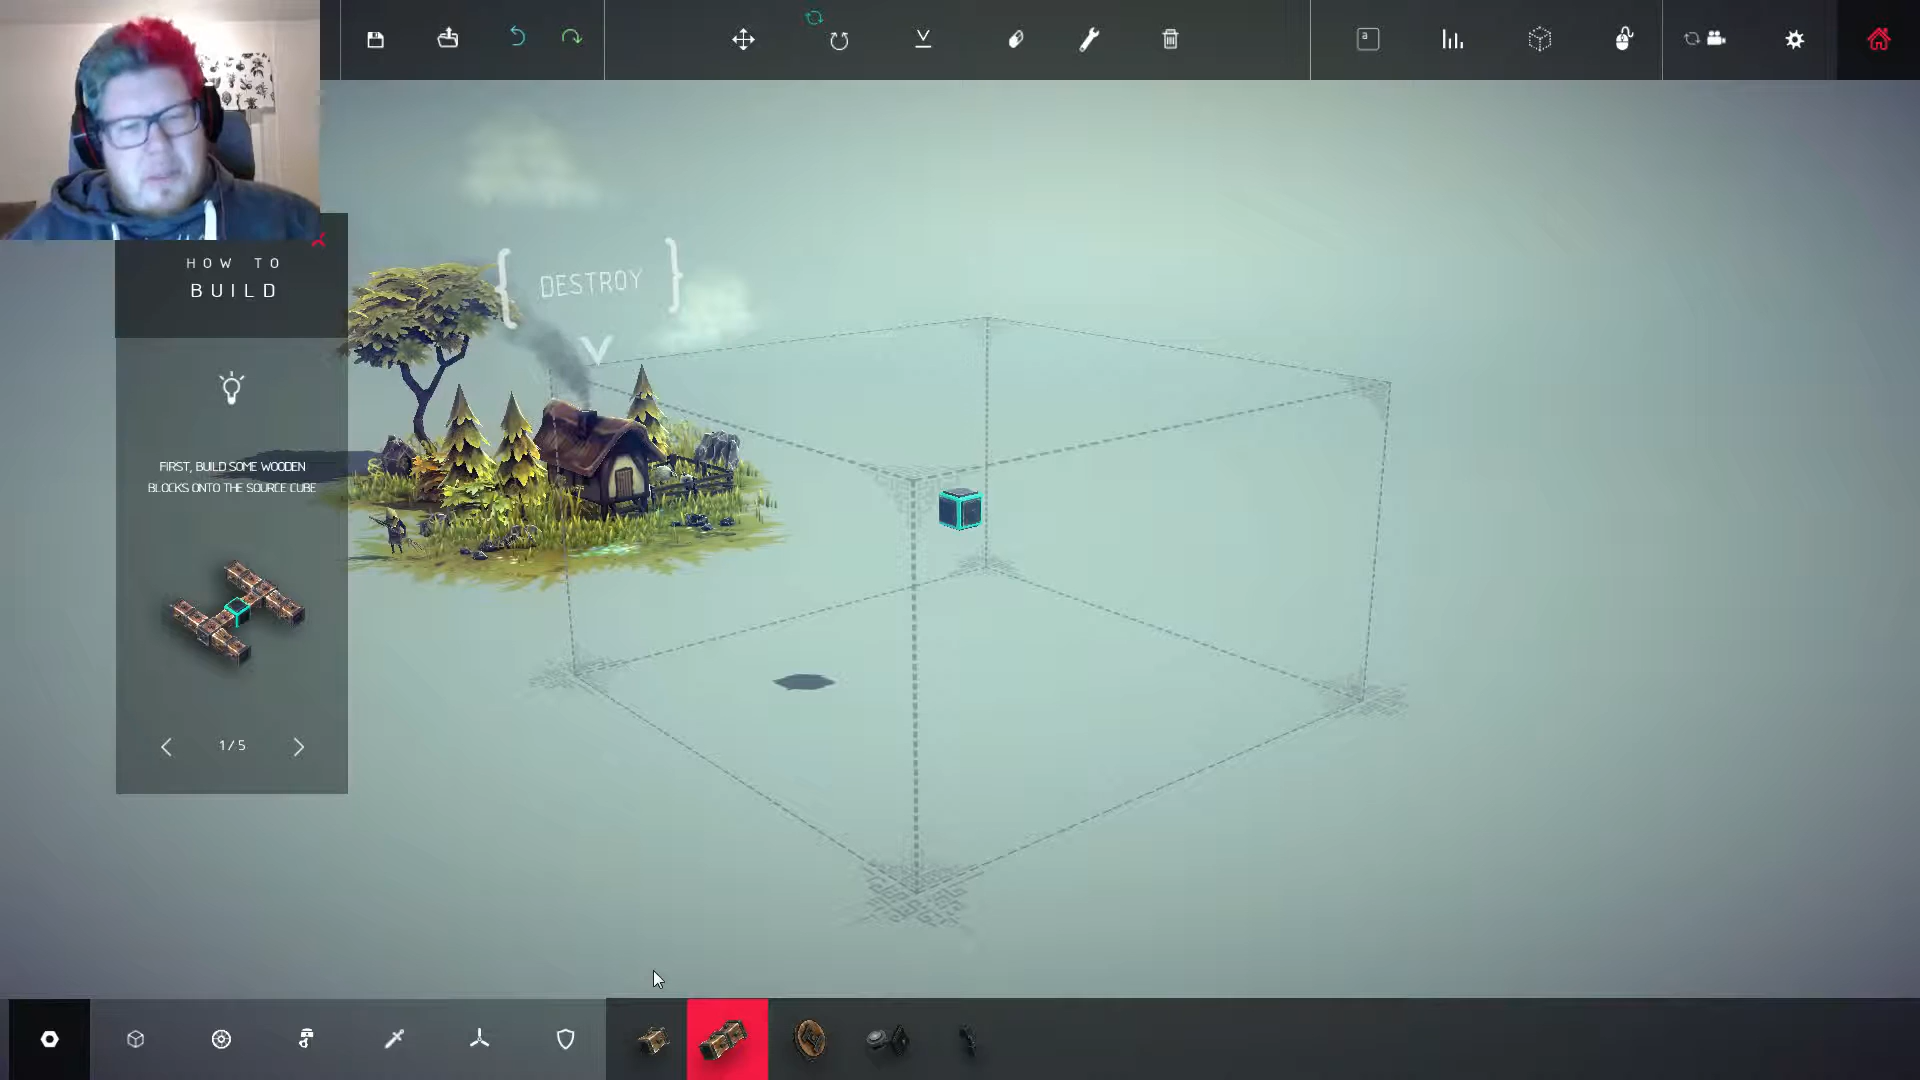 HOW TO
BUILD
{ DESTROY }
FIRST, BUILD SOME WOODEN
BLOCKS ONTO THE SOURCE CUBE
1/5
a